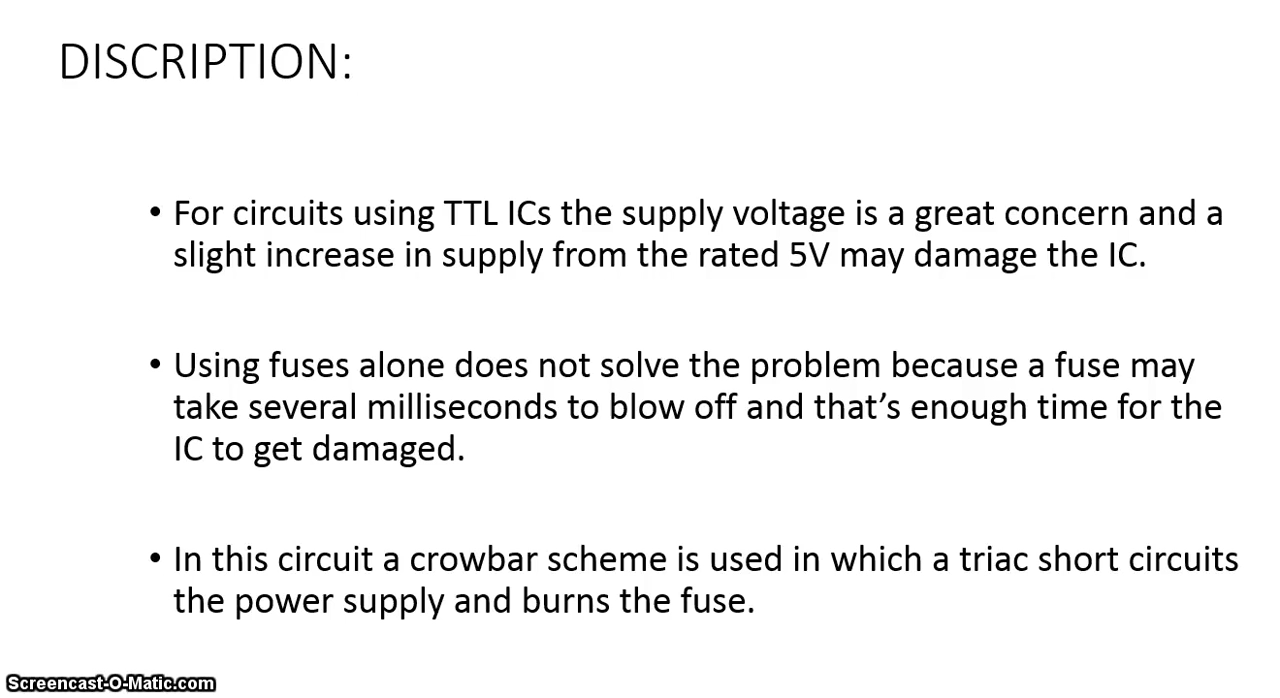 DISCRIPTION:
• For circuits using TTL ICs the supply voltage is a great concern and a
slight increase in supply from the rated 5V may damage the IC.
• Using fuses alone does not solve the problem because a fuse may
take several milliseconds to blow off and that’s enough time for the
IC to get damaged.
• In this circuit a crowbar scheme is used in which a triac short circuits
the power supply and burns the fuse.
Screencast-O-Matic.com